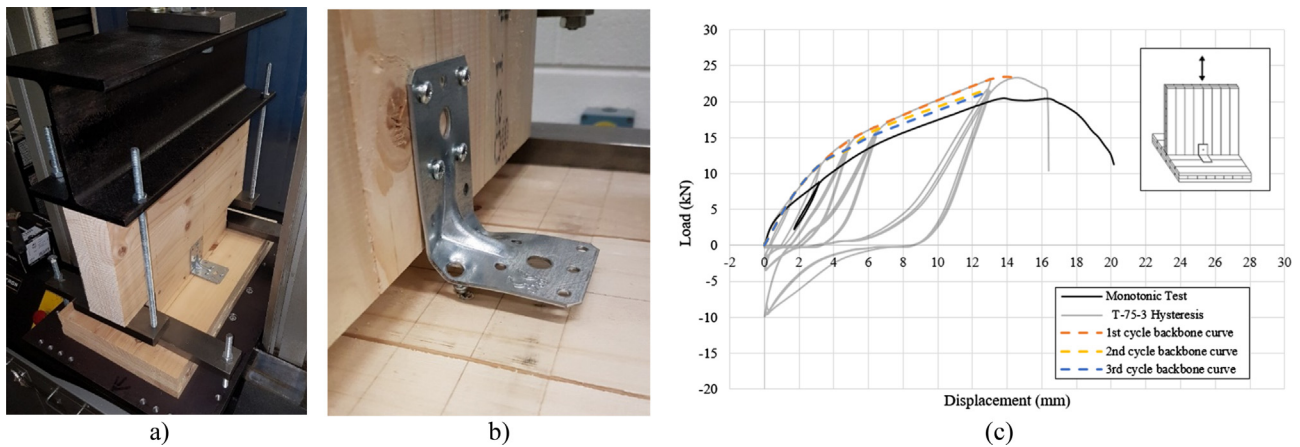 30
25
20
15
10
5
0
-5
-10
-15
-20
-2 0 2 4 6 8 10 12 14 16 18 20 22 24 26 28 30
Load (kN)
Displacement (mm)
Monotonic Test
T-75-3 Hysteresis
1st cycle backbone curve
2nd cycle backbone curve
3rd cycle backbone curve
a)
b)
(c)